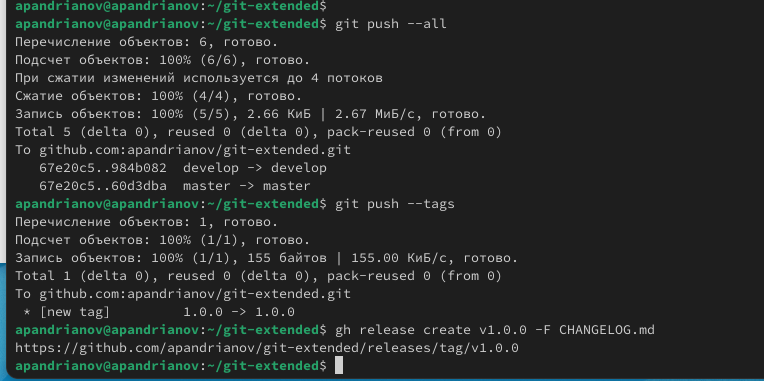 apandrianov@apandrianov:~/git-extended$
apandrianov@apandrianov:~/git-extended$ git push --all
Перечисление объектов: 6, готово.
Подсчет объектов: 100% (6/6), готово.
При сжатии изменений используется до 4 потоков
Сжатие объектов: 100% (4/4), готово.
Запись объектов: 100% (5/5), 2.66 КиБ | 2.67 МиБ/с, готово.
Total 5 (delta 0), reused 0 (delta 0), pack-reused 0 (from 0)
To github.com:apandrianov/git-extended.git
   67e20c5..984b082  develop -> develop
   67e20c5..60d3dba  master -> master
apandrianov@apandrianov:~/git-extended$ git push --tags
Перечисление объектов: 1, готово.
Подсчет объектов: 100% (1/1), готово.
Запись объектов: 100% (1/1), 155 байтов | 155.00 КиБ/с, готово.
Total 1 (delta 0), reused 0 (delta 0), pack-reused 0 (from 0)
To github.com:apandrianov/git-extended.git
 * [new tag]         1.0.0 -> 1.0.0
apandrianov@apandrianov:~/git-extended$ gh release create v1.0.0 -F CHANGELOG.md
https://github.com/apandrianov/git-extended/releases/tag/v1.0.0
apandrianov@apandrianov:~/git-extended$